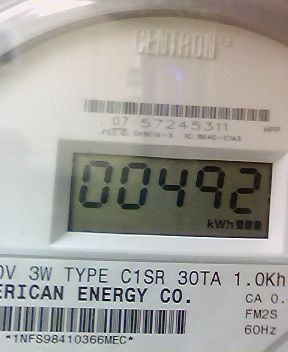 CENTRON®
07 57245311
00492
kWh
0V 3W TYPE C1SR 30TA 1.0Kh
ERICAN ENERGY CO.
CA 0.
FM2S
60Hz
*1NFS98410366MEC*